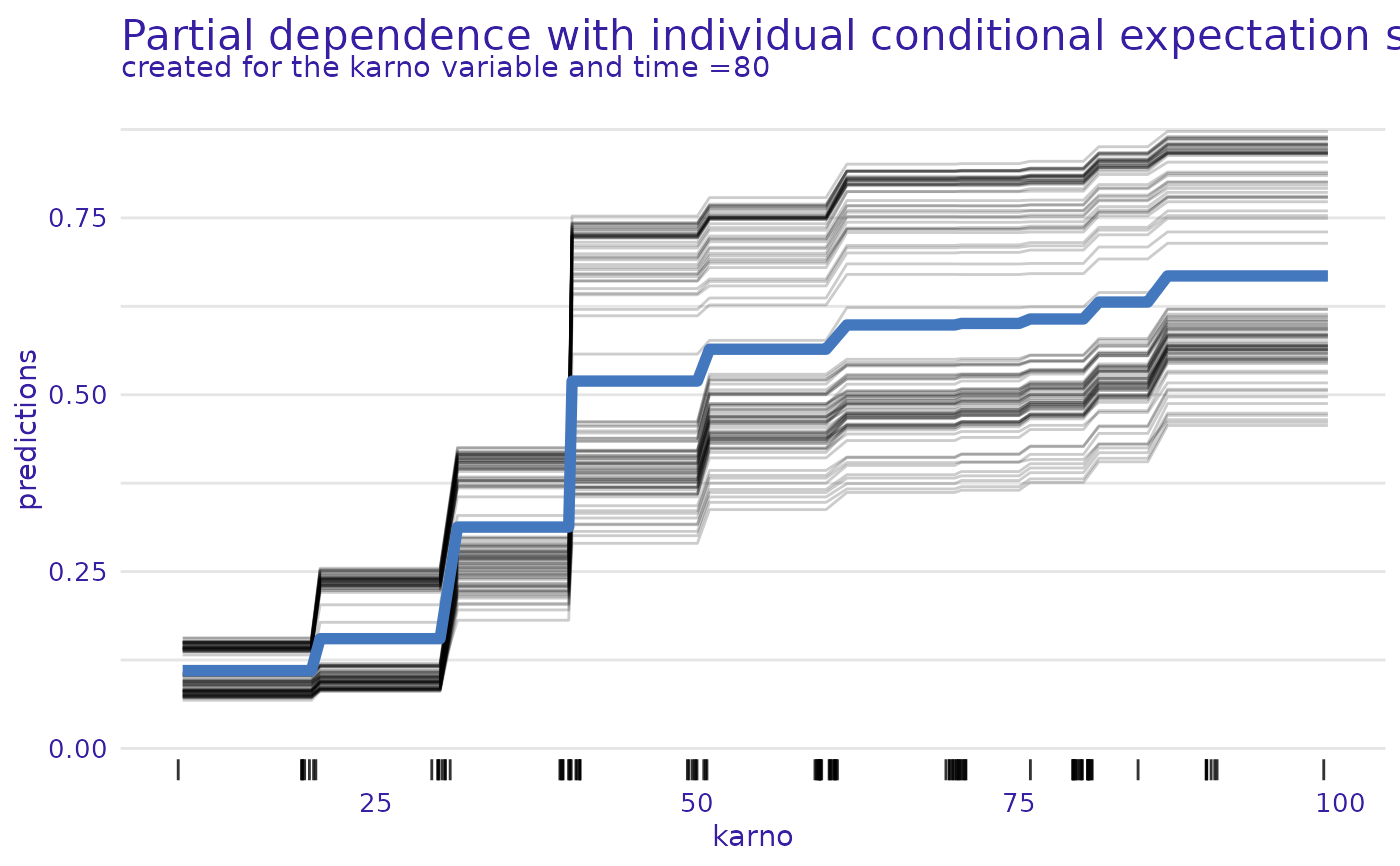 Partial dependence with individual conditional expectation s
created for the karno variable and time =80
predictions
0.75
0.50
0.25
0.00
25 50 75 100
karno